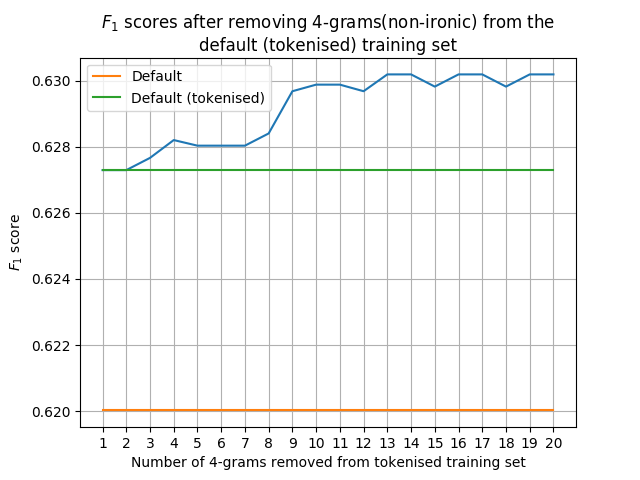 F₁ scores after removing 4-grams(non-ironic) from the
default (tokenised) training set
Default
Default (tokenised)
0.630
0.628
0.626
0.624
0.622
0.620
F₁ score
1 2 3 4 5 6 7 8 9 10 11 12 13 14 15 16 17 18 19 20
Number of 4-grams removed from tokenised training set